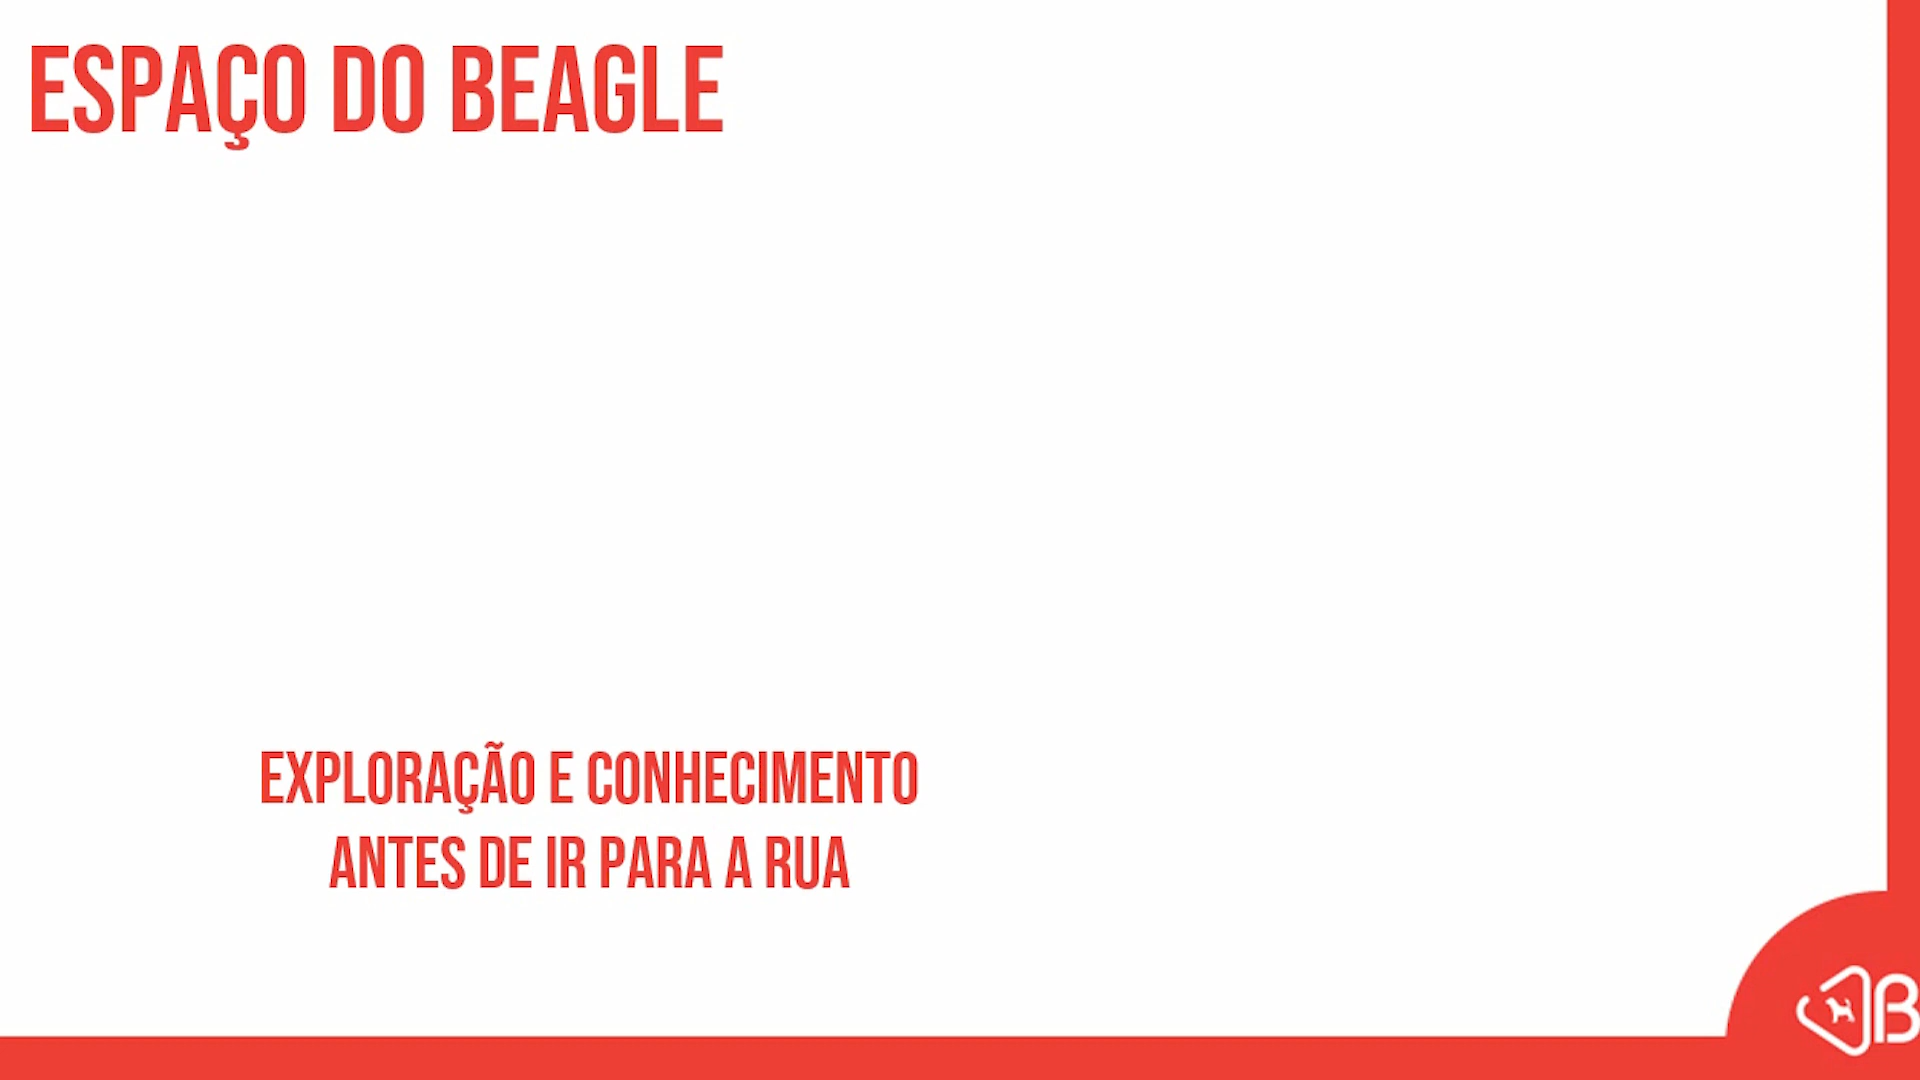 ESPAÇO DO BEAGLE
EXPLORAÇÃO E CONHECIMENTO
ANTES DE IR PARA A RUA
B